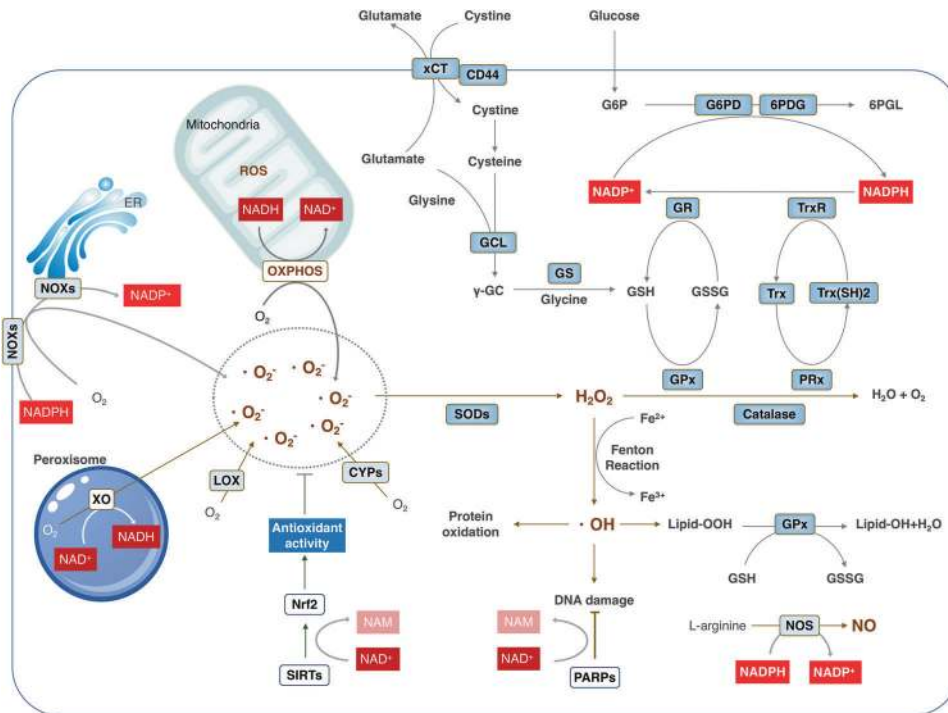 Glutamate
Cystine
Glucose
xCT
CD44
G6P
G6PD
6PDG
6PGL
Mitochondria
Cystine
ROS
Glutamate
Cysteine
NADP⁺
NADPH
ER
NADH
NAD⁺
Glysine
GR
TrxR
GCL
OXPHOS
GS
NOXs
NADP⁺
γ-GC
Glycine
GSH
GSSG
Trx
Trx(SH)2
O₂
NOXs
· O₂⁻
· O₂⁻
GPx
PRx
NADPH
O₂
· O₂⁻
· O₂⁻
H₂O₂
H₂O + O₂
SODs
Catalase
· O₂⁻
· O₂⁻
Fe²⁺
Peroxisome
LOX
CYPs
Fenton
Reaction
XO
O₂
O₂
O₂
Fe³⁺
NADH
NAD⁺
Antioxidant
activity
Protein
oxidation
· OH
Lipid-OOH
GPx
Lipid-OH+H₂O
GSH
GSSG
Nrf2
NAM
NAM
DNA damage
L-arginine
NOS
NO
SIRTs
NAD⁺
NAD⁺
PARPs
NADPH
NADP⁺